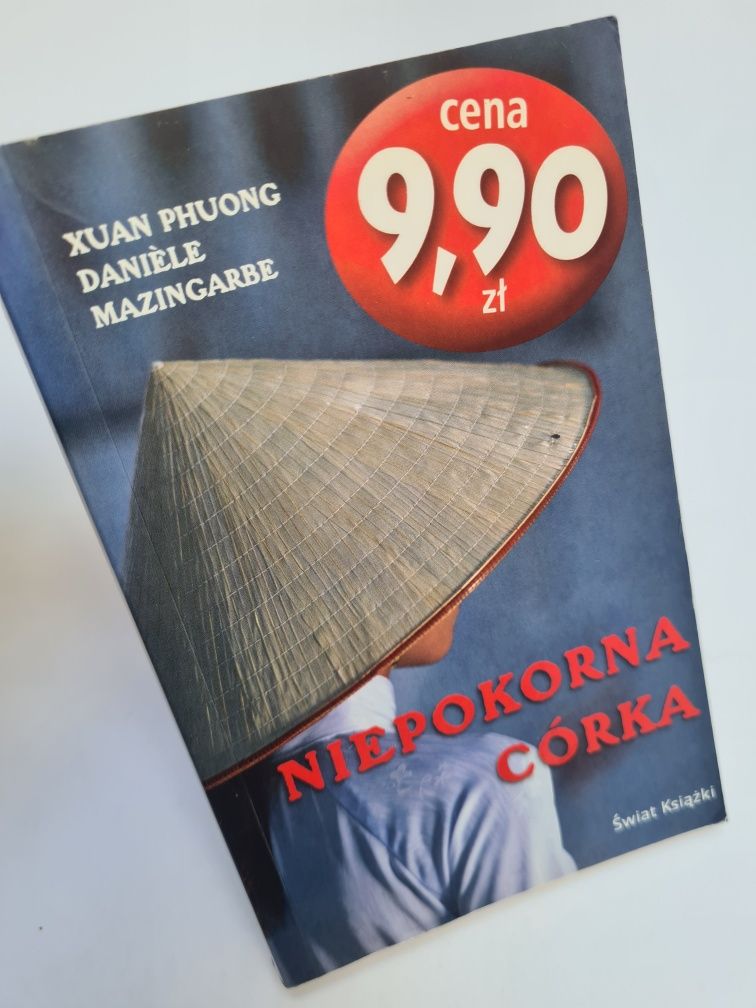 cena
9,90
zł
XUAN PHUONG
DANIÈLE
MAZINGARBE
NIEPOKORNA
CÓRKA
Świat Książki